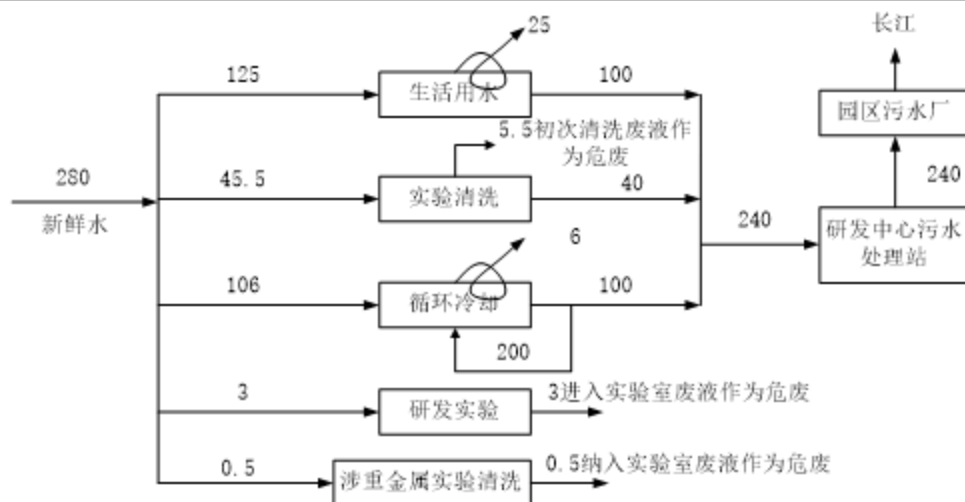 长江
25
125
生活用水
100
园区污水厂
5.5初次清洗废液作
为危废
280
新鲜水
45.5
实验清洗
40
240
240
研发中心污水
处理站
6
106
循环冷却
100
200
3
研发实验
3进入实验室废液作为危废
0.5
涉重金属实验清洗
0.5纳入实验室废液作为危废